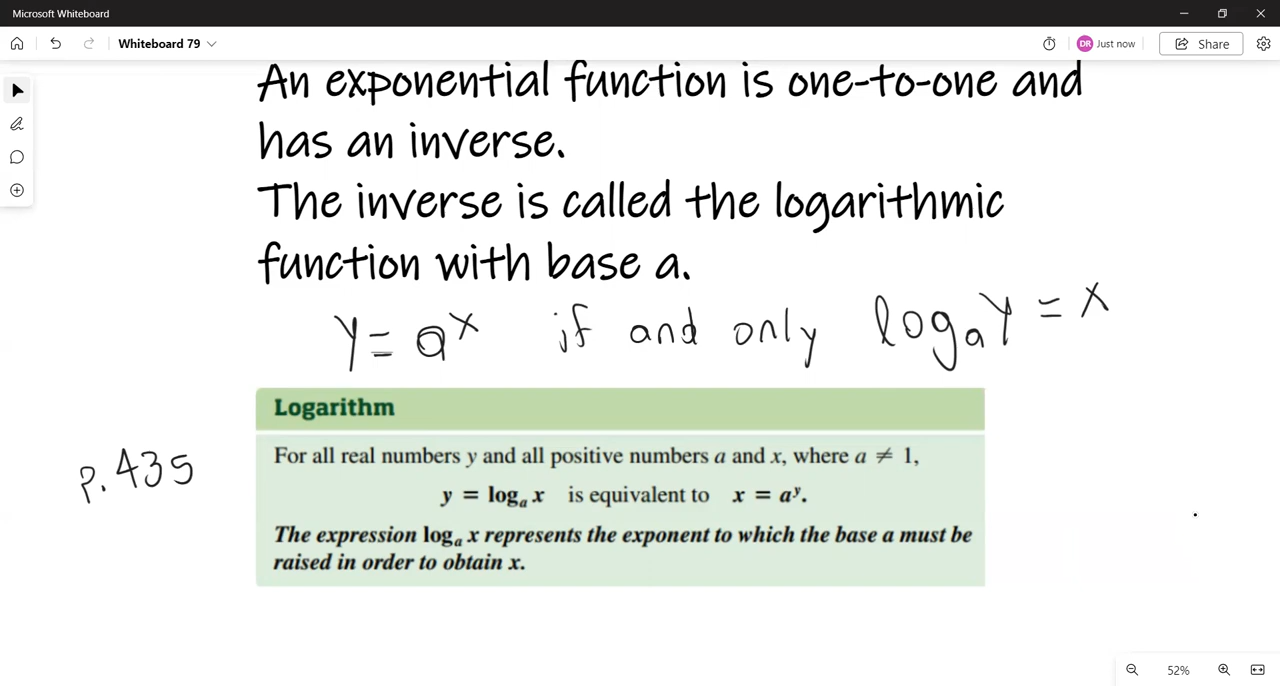 Microsoft Whiteboard
Whiteboard 79
DR Just now Share
An exponential function is one-to-one and
has an inverse.
The inverse is called the logarithmic
function with base a.
y = a^x if and only log_a y = x
Logarithm
p. 435
For all real numbers y and all positive numbers a and x, where a ≠ 1,
y = log_a x is equivalent to x = a^y.
The expression log_a x represents the exponent to which the base a must be
raised in order to obtain x.
52%